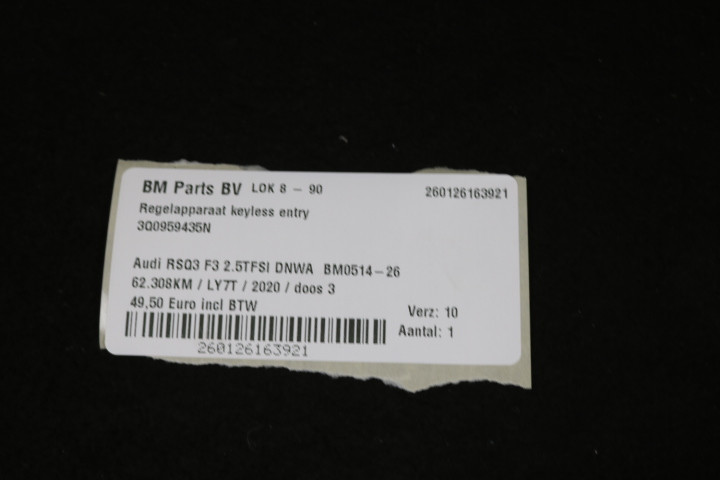 BM Parts BV LOK 8 - 90 260126163921
Regelapparaat keyless entry
3Q0959435N
Audi RSQ3 F3 2.5TFSI DNWA BM0514-26
62.308KM / LY7T / 2020 / doos 3
49,50 Euro incl BTW Verz: 10
Aantal: 1
260126163921